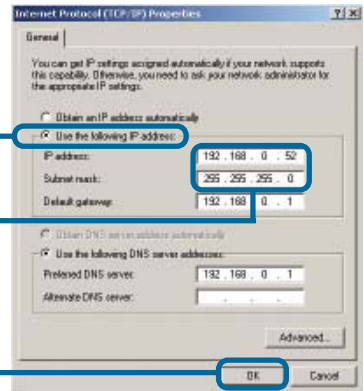 Internet Protocol (TCP/IP) Properties
General
You can get IP settings assigned automatically if your network supports
this capability. Otherwise, you need to ask your network administrator for
the appropriate IP settings.
Obtain an IP address automatically
Use the following IP address:
IP address: 192 . 168 . 0 . 52
Subnet mask: 255 . 255 . 255 . 0
Default gateway: 192 . 168 . 0 . 1
Obtain DNS server address automatically
Use the following DNS server addresses:
Preferred DNS server: 192 . 168 . 0 . 1
Alternate DNS server: . . .
Advanced...
OK Cancel